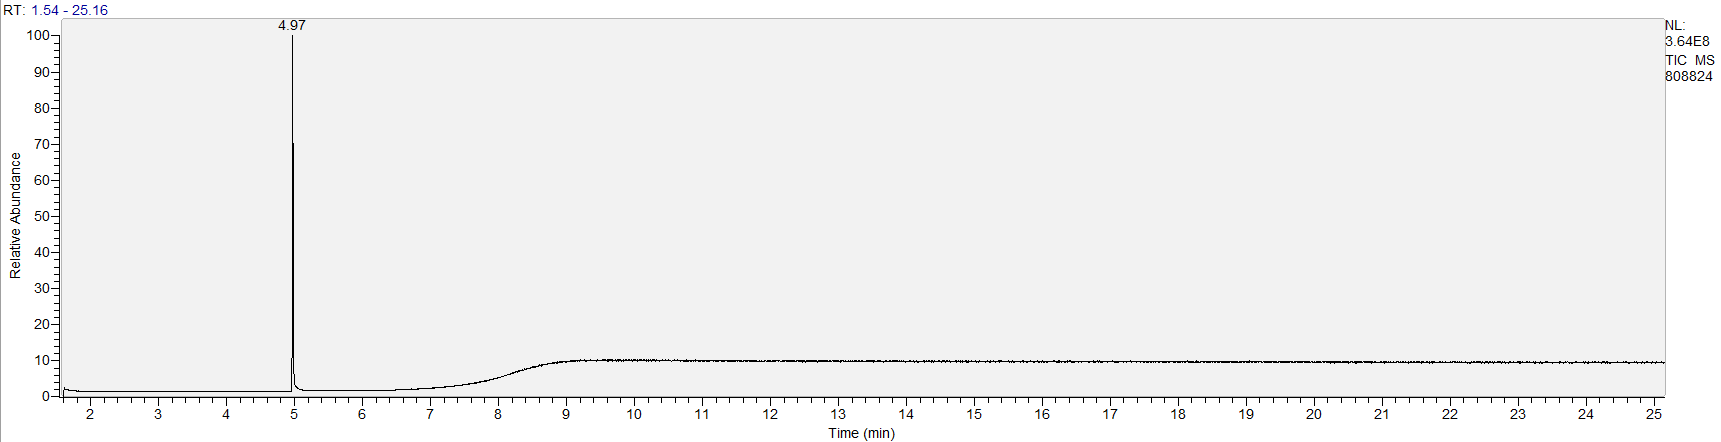 RT: 1.54 - 25.16
4.97
NL:
3.64E8
TIC MS
808824
100
90
80
70
60
50
40
30
20
10
0
Relative Abundance
2 3 4 5 6 7 8 9 10 11 12 13 14 15 16 17 18 19 20 21 22 23 24 25
Time (min)